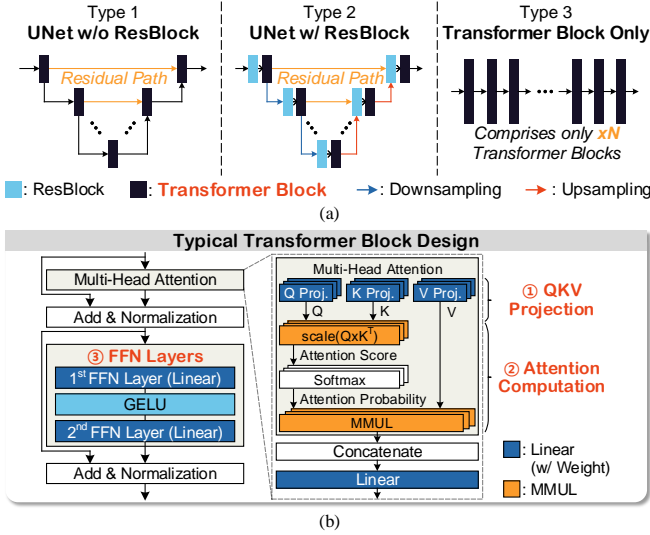 Type 1
UNet w/o ResBlock
Residual Path
Type 2
UNet w/ ResBlock
Residual Path
Type 3
Transformer Block Only
Comprises only xN
Transformer Blocks
: ResBlock
: Transformer Block
: Downsampling
: Upsampling
(a)
Typical Transformer Block Design
Multi-Head Attention
Add & Normalization
③ FFN Layers
1st FFN Layer (Linear)
GELU
2nd FFN Layer (Linear)
Add & Normalization
Multi-Head Attention
Q Proj.
K Proj.
V Proj.
Q
K
V
scale(QxK^T)
Attention Score
Softmax
Attention Probability
MMUL
Concatenate
Linear
① QKV
Projection
② Attention
Computation
: Linear
(w/ Weight)
: MMUL
(b)